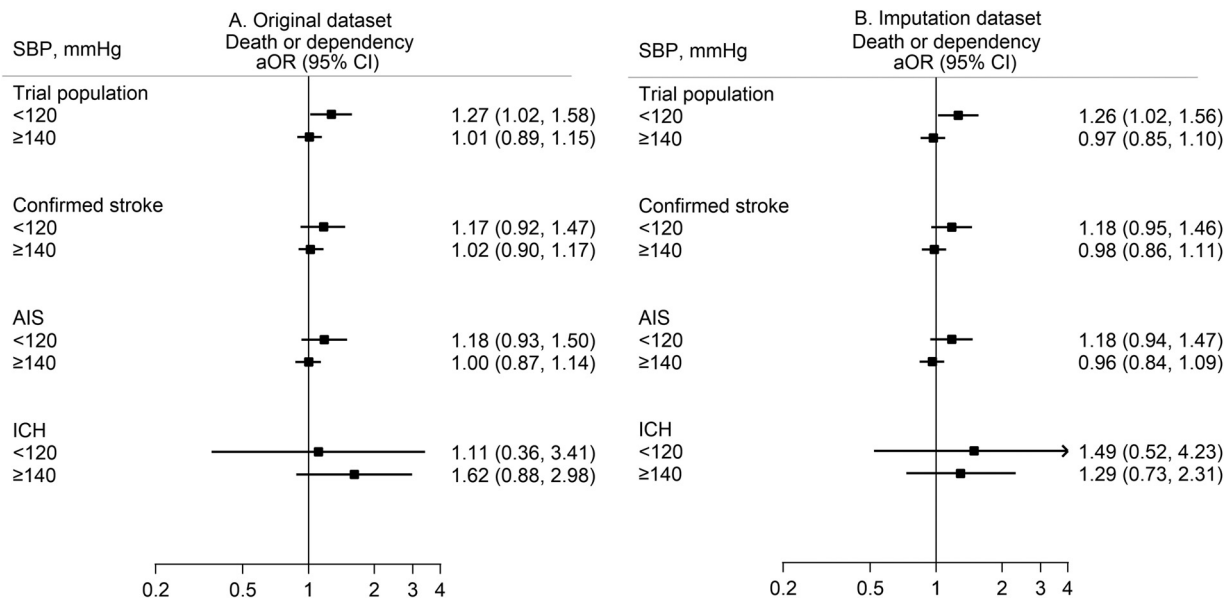 A. Original dataset
Death or dependency
aOR (95% CI)
SBP, mmHg
Trial population
<120 1.27 (1.02, 1.58)
≥140 1.01 (0.89, 1.15)
Confirmed stroke
<120 1.17 (0.92, 1.47)
≥140 1.02 (0.90, 1.17)
AIS
<120 1.18 (0.93, 1.50)
≥140 1.00 (0.87, 1.14)
ICH
<120 1.11 (0.36, 3.41)
≥140 1.62 (0.88, 2.98)
0.2 0.5 1 2 3 4
B. Imputation dataset
Death or dependency
aOR (95% CI)
SBP, mmHg
Trial population
<120 1.26 (1.02, 1.56)
≥140 0.97 (0.85, 1.10)
Confirmed stroke
<120 1.18 (0.95, 1.46)
≥140 0.98 (0.86, 1.11)
AIS
<120 1.18 (0.94, 1.47)
≥140 0.96 (0.84, 1.09)
ICH
<120 1.49 (0.52, 4.23)
≥140 1.29 (0.73, 2.31)
0.2 0.5 1 2 3 4